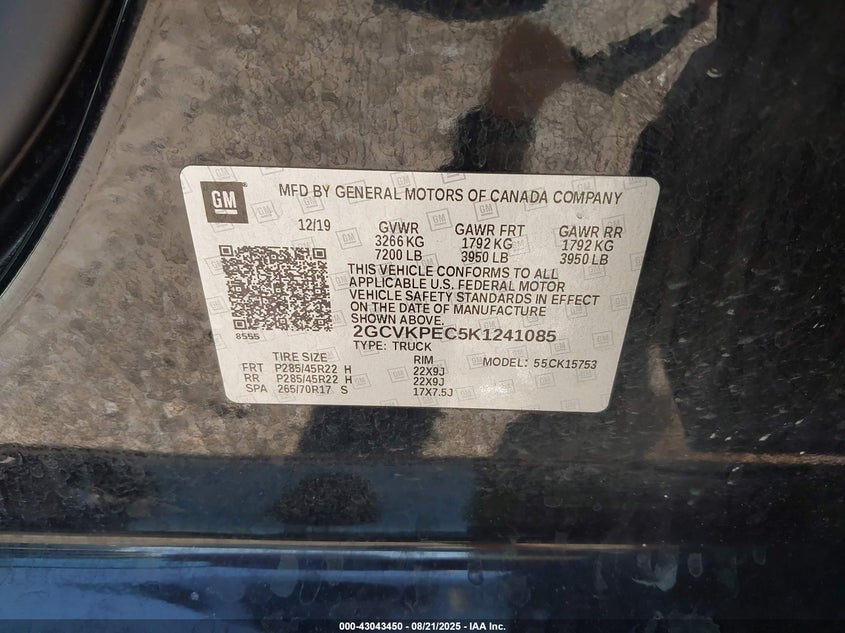 GM
MFD BY GENERAL MOTORS OF CANADA COMPANY
12/19 GVWR GAWR FRT GAWR RR
3266 KG 1792 KG 1792 KG
7200 LB 3950 LB 3950 LB
THIS VEHICLE CONFORMS TO ALL
APPLICABLE U.S. FEDERAL MOTOR
VEHICLE SAFETY STANDARDS IN EFFECT
ON THE DATE OF MANUFACTURE
SHOWN ABOVE.
8555 2GCVKPEC5K1241085
TYPE: TRUCK
TIRE SIZE RIM MODEL: 55CK15753
FRT P285/45R22 H 22X9J
RR P285/45R22 H 22X9J
SPA 265/70R17 S 17X7.5J
000-43043450 - 08/21/2025 - IAA Inc.